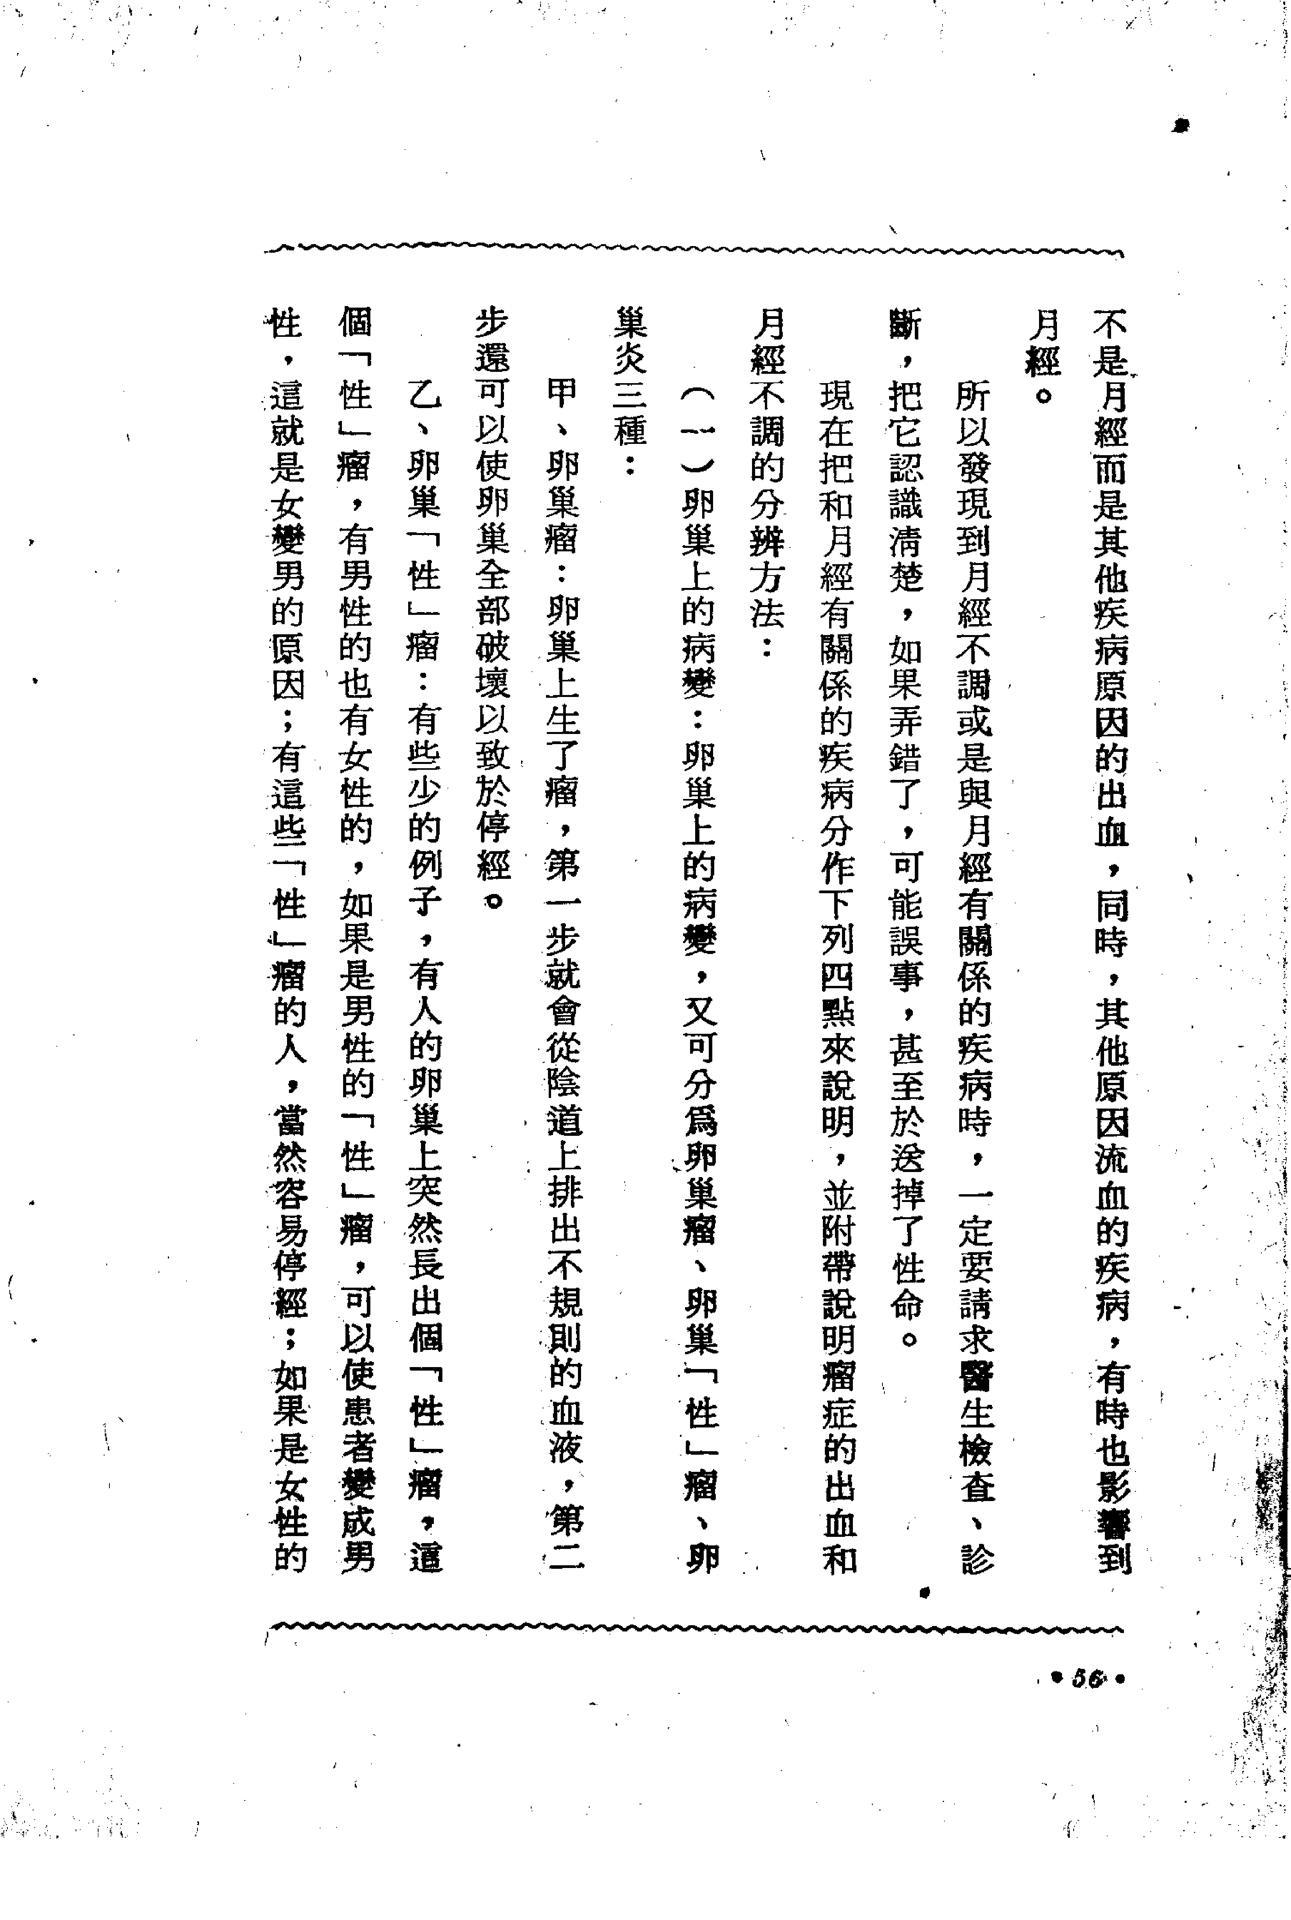 不是月經而是其他疾病原因的出血，同時，其他原因流血的疾病，有時也影響到
月經。
所以發現到月經不調或是與月經有關係的疾病時，一定要請求醫生檢查、診
斷，把它認識清楚，如果弄錯了，可能誤事，甚至於送掉了性命。
現在把和月經有關係的疾病分作下列四點來說明，並附帶說明瘤症的出血和
月經不調的分辨方法：
（一）卵巢上的病變：卵巢上的病變，又可分爲卵巢瘤、卵巢「性」瘤、卵
巢炎三種：
甲、卵巢瘤：卵巢上生了瘤，第一步就會從陰道上排出不規則的血液，第二
步還可以使卵巢全部破壞以致於停經。
乙、卵巢「性」瘤：有些少的例子，有人的卵巢上突然長出個「性」瘤，這
個「性」瘤，有男性的也有女性的，如果是男性的「性」瘤，可以使患者變成男
性，這就是女變男的原因；有這些「性」瘤的人，當然容易停經；如果是女性的
•56•